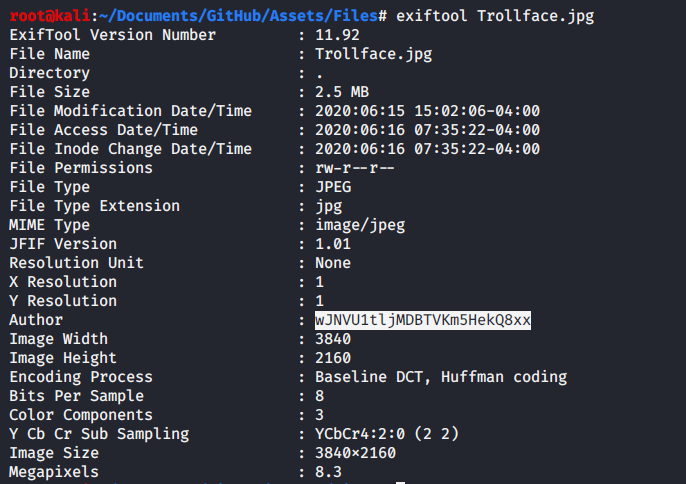 root@kali:~/Documents/GitHub/Assets/Files# exiftool Trollface.jpg
ExifTool Version Number : 11.92
File Name : Trollface.jpg
Directory : .
File Size : 2.5 MB
File Modification Date/Time : 2020:06:15 15:02:06-04:00
File Access Date/Time : 2020:06:16 07:35:22-04:00
File Inode Change Date/Time : 2020:06:16 07:35:22-04:00
File Permissions : rw-r--r--
File Type : JPEG
File Type Extension : jpg
MIME Type : image/jpeg
JFIF Version : 1.01
Resolution Unit : None
X Resolution : 1
Y Resolution : 1
Author : wJNVU1tljMDBTVKm5HekQ8xx
Image Width : 3840
Image Height : 2160
Encoding Process : Baseline DCT, Huffman coding
Bits Per Sample : 8
Color Components : 3
Y Cb Cr Sub Sampling : YCbCr4:2:0 (2 2)
Image Size : 3840×2160
Megapixels : 8.3